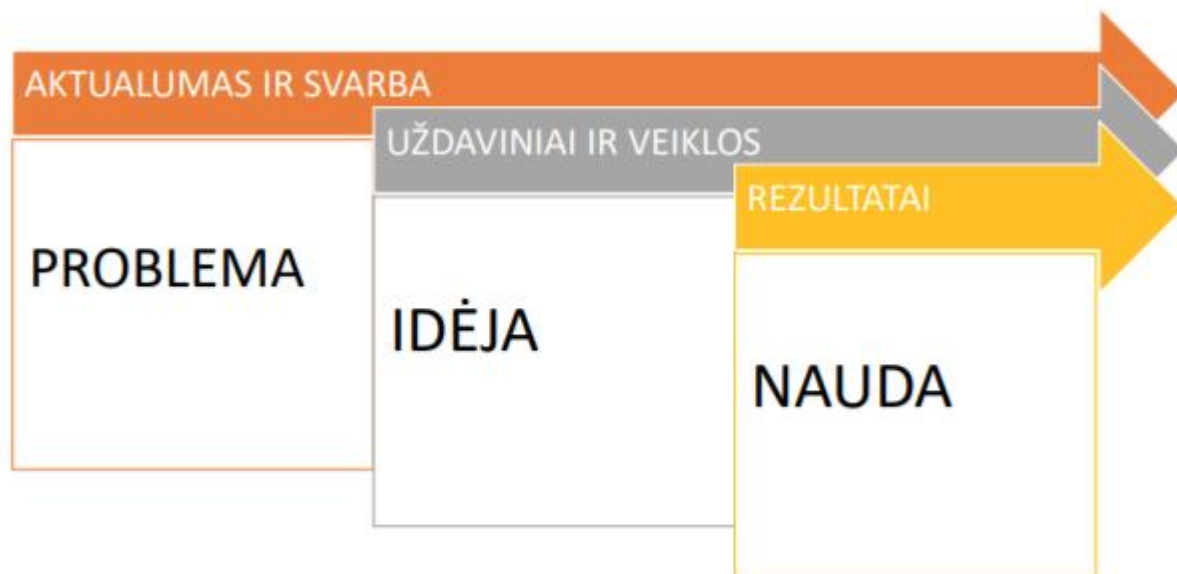 AKTUALUMAS IR SVARBA
PROBLEMA
UŽDAVINIAI IR VEIKLOS
IDĖJA
REZULTATAI
NAUDA